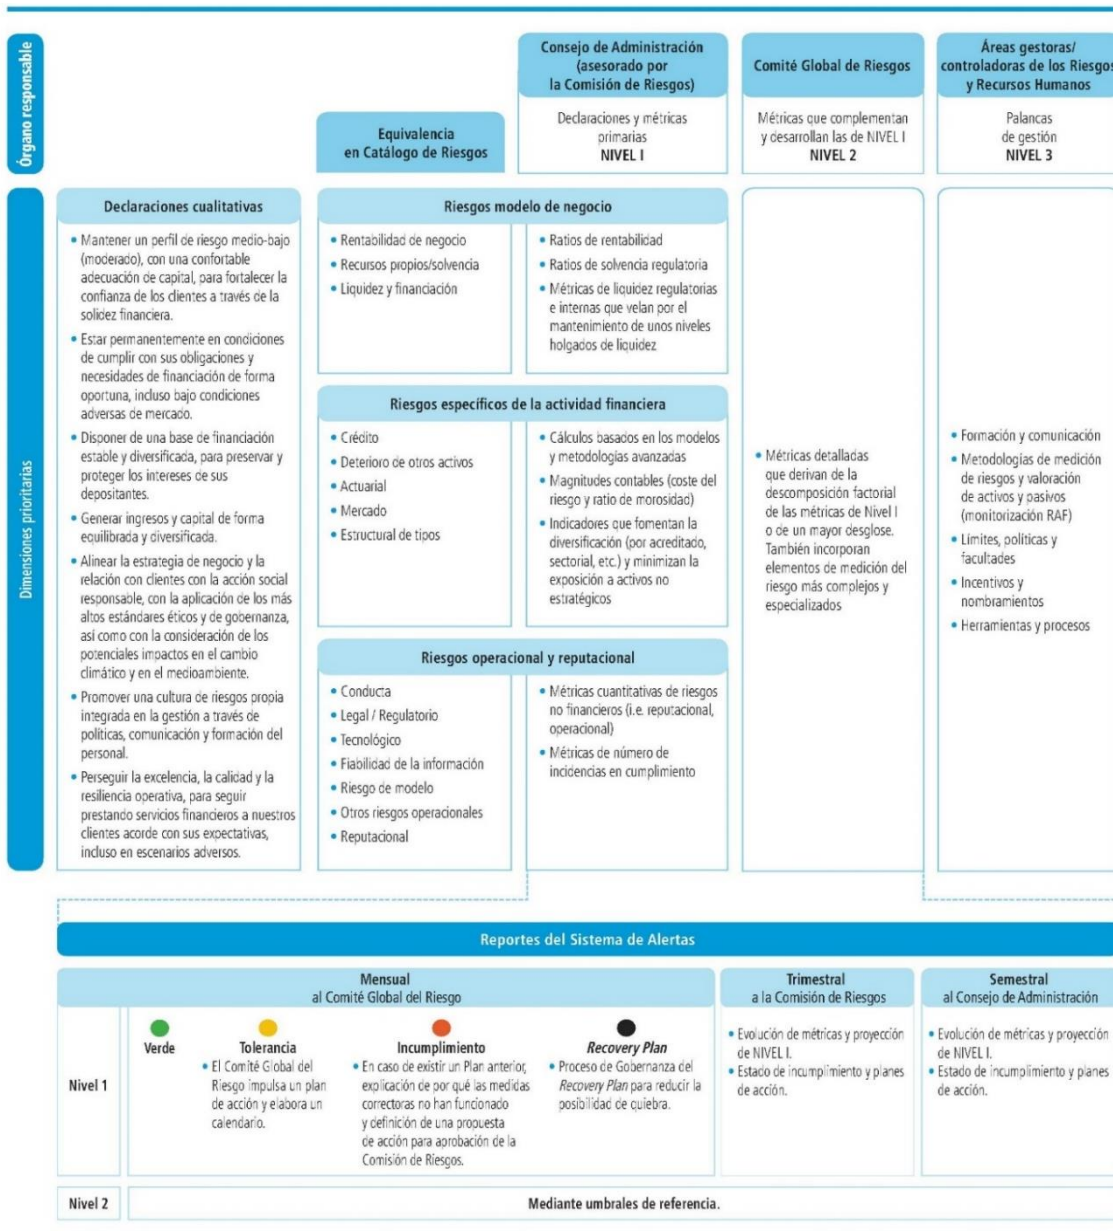 Órgano responsable
Equivalencia
en Catálogo de Riesgos
Consejo de Administración
(asesorado por
la Comisión de Riesgos)
Declaraciones y métricas
primarias
NIVEL I
Comité Global de Riesgos
Métricas que complementan
y desarrollan las de NIVEL I
NIVEL 2
Áreas gestoras/
controladoras de los Riesgos
y Recursos Humanos
Palancas
de gestión
NIVEL 3
Dimensiones prioritarias
Declaraciones cualitativas
• Mantener un perfil de riesgo medio-bajo
(moderado), con una confortable
adecuación de capital, para fortalecer la
confianza de los clientes a través de la
solidez financiera.
• Estar permanentemente en condiciones
de cumplir con sus obligaciones y
necesidades de financiación de forma
oportuna, incluso bajo condiciones
adversas de mercado.
• Disponer de una base de financiación
estable y diversificada, para preservar y
proteger los intereses de sus
depositantes.
• Generar ingresos y capital de forma
equilibrada y diversificada.
• Alinear la estrategia de negocio y la
relación con clientes con la acción social
responsable, con la aplicación de los más
altos estándares éticos y de gobernanza,
así como con la consideración de los
potenciales impactos en el cambio
climático y en el medioambiente.
• Promover una cultura de riesgos propia
integrada en la gestión a través de
políticas, comunicación y formación del
personal.
• Perseguir la excelencia, la calidad y la
resiliencia operativa, para seguir
prestando servicios financieros a nuestros
clientes acorde con sus expectativas,
incluso en escenarios adversos.
Riesgos modelo de negocio
• Rentabilidad de negocio
• Recursos propios/solvencia
• Liquidez y financiación
• Ratios de rentabilidad
• Ratios de solvencia regulatoria
• Métricas de liquidez regulatorias
e internas que velan por el
mantenimiento de unos niveles
holgados de liquidez
Riesgos específicos de la actividad financiera
• Crédito
• Deterioro de otros activos
• Actuarial
• Mercado
• Estructural de tipos
• Cálculos basados en los modelos
y metodologías avanzadas
• Magnitudes contables (coste del
riesgo y ratio de morosidad)
• Indicadores que fomentan la
diversificación (por acreditado,
sectorial, etc.) y minimizan la
exposición a activos no
estratégicos
Riesgos operacional y reputacional
• Conducta
• Legal / Regulatorio
• Tecnológico
• Fiabilidad de la información
• Riesgo de modelo
• Otros riesgos operacionales
• Reputacional
• Métricas cuantitativas de riesgos
no financieros (i.e. reputacional,
operacional)
• Métricas de número de
incidencias en cumplimiento
• Métricas detalladas
que derivan de la
descomposición factorial
de las métricas de Nivel I
o de un mayor desglose.
También incorporan
elementos de medición del
riesgo más complejos y
especializados
• Formación y comunicación
• Metodologías de medición
de riesgos y valoración
de activos y pasivos
(monitorización RAF)
• Límites, políticas y
facultades
• Incentivos y
nombramientos
• Herramientas y procesos
Reportes del Sistema de Alertas
Mensual
al Comité Global del Riesgo
Trimestral
a la Comisión de Riesgos
Semestral
al Consejo de Administración
Nivel 1
Verde
Tolerancia
• El Comité Global del
Riesgo impulsa un plan
de acción y elabora un
calendario.
Incumplimiento
• En caso de existir un Plan anterior,
explicación de por qué las medidas
correctoras no han funcionado
y definición de una propuesta
de acción para aprobación de la
Comisión de Riesgos.
Recovery Plan
• Proceso de Gobernanza del
Recovery Plan para reducir la
posibilidad de quiebra.
• Evolución de métricas y proyección
de NIVEL I.
• Estado de incumplimiento y planes
de acción.
• Evolución de métricas y proyección
de NIVEL I.
• Estado de incumplimiento y planes
de acción.
Nivel 2
Mediante umbrales de referencia.